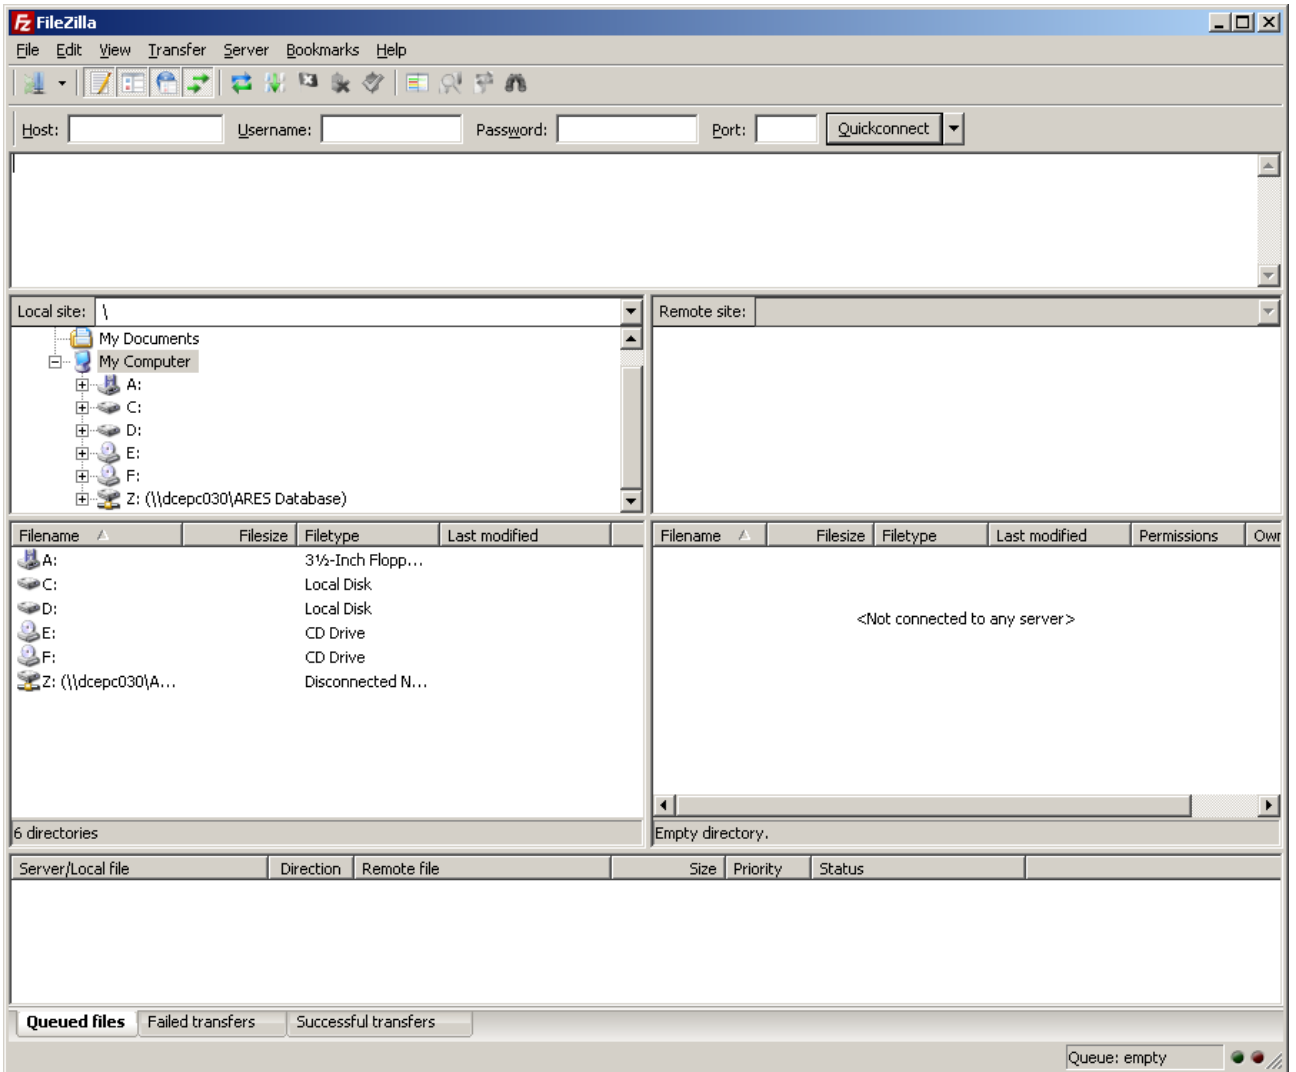 FileZilla
File Edit View Transfer Server Bookmarks Help
Host: Username: Password: Port: Quickconnect
Local site: \
My Documents
My Computer
A:
C:
D:
E:
F:
Z: (\\dcepc030\ARES Database)
Remote site:
Filename Filesize Filetype Last modified
A: 3½-Inch Flopp...
C: Local Disk
D: Local Disk
E: CD Drive
F: CD Drive
Z: (\\dcepc030\A... Disconnected N...
6 directories
Filename Filesize Filetype Last modified Permissions Own
<Not connected to any server>
Empty directory.
Server/Local file Direction Remote file Size Priority Status
Queued files Failed transfers Successful transfers
Queue: empty